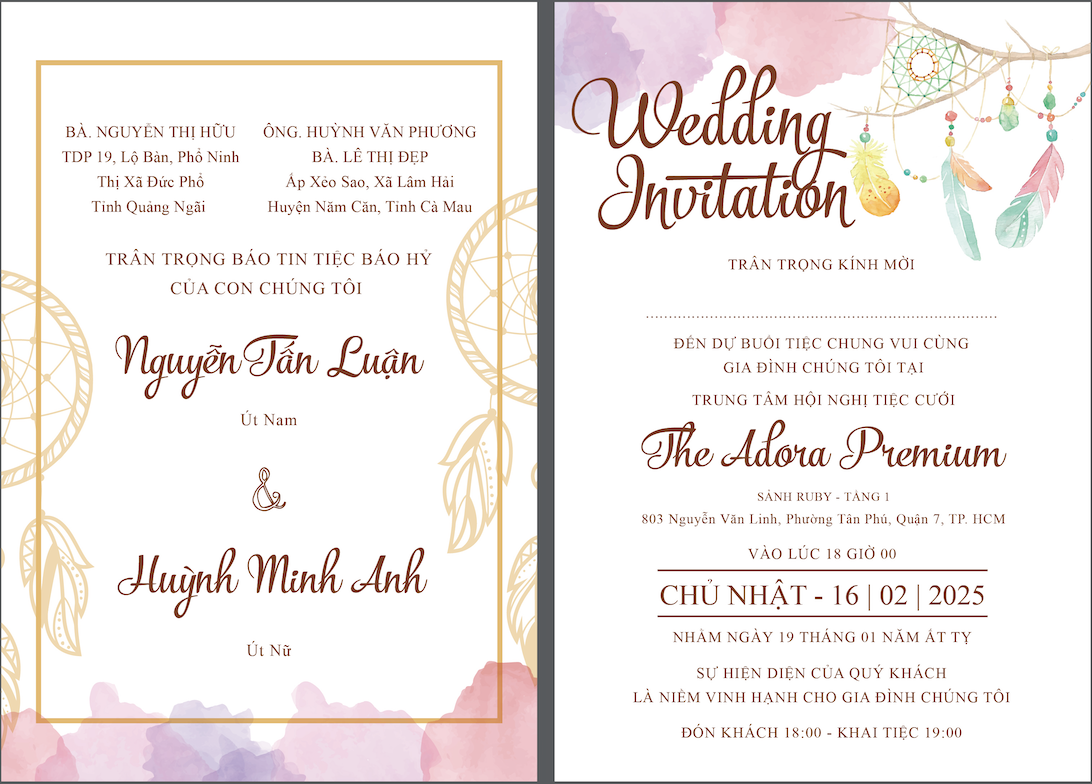 BÀ. NGUYỄN THỊ HỮU
TDP 19, Lộ Bàn, Phổ Ninh
Thị Xã Đức Phổ
Tỉnh Quảng Ngãi
ÔNG. HUỲNH VĂN PHƯƠNG
BÀ. LÊ THỊ ĐẸP
Ấp Xẻo Sao, Xã Lâm Hải
Huyện Năm Căn, Tỉnh Cà Mau
TRÂN TRỌNG BÁO TIN TIỆC BÁO HỶ
CỦA CON CHÚNG TÔI
Nguyễn Tấn Luận
Út Nam
&
Huỳnh Minh Anh
Út Nữ
Wedding
Invitation
TRÂN TRỌNG KÍNH MỜI
ĐẾN DỰ BUỔI TIỆC CHUNG VUI CÙNG
GIA ĐÌNH CHÚNG TÔI TẠI
TRUNG TÂM HỘI NGHỊ TIỆC CƯỚI
The Adora Premium
SẢNH RUBY - TẦNG 1
803 Nguyễn Văn Linh, Phường Tân Phú, Quận 7, TP. HCM
VÀO LÚC 18 GIỜ 00
CHỦ NHẬT - 16 | 02 | 2025
NHẰM NGÀY 19 THÁNG 01 NĂM ẤT TỴ
SỰ HIỆN DIỆN CỦA QUÝ KHÁCH
LÀ NIỀM VINH HẠNH CHO GIA ĐÌNH CHÚNG TÔI
ĐÓN KHÁCH 18:00 - KHAI TIỆC 19:00